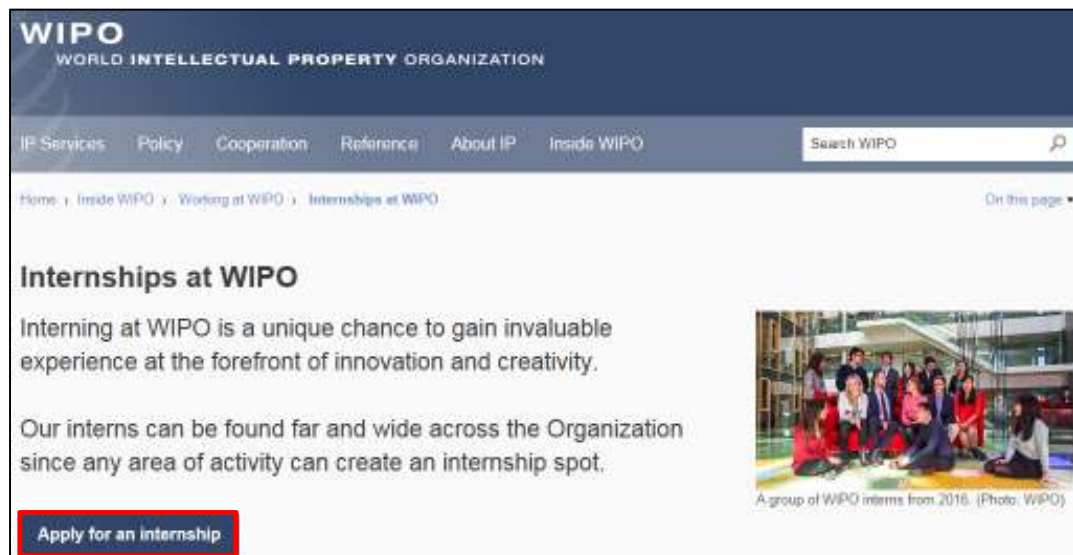 WIPO
WORLD INTELLECTUAL PROPERTY ORGANIZATION
IP Services Policy Cooperation Reference About IP Inside WIPO Search WIPO
Home Inside WIPO Working at WIPO Internships at WIPO On this page
Internships at WIPO
Interning at WIPO is a unique chance to gain invaluable
experience at the forefront of innovation and creativity.
Our interns can be found far and wide across the Organization
since any area of activity can create an internship spot.
A group of WIPO interns from 2016. (Photo: WIPO)
Apply for an internship